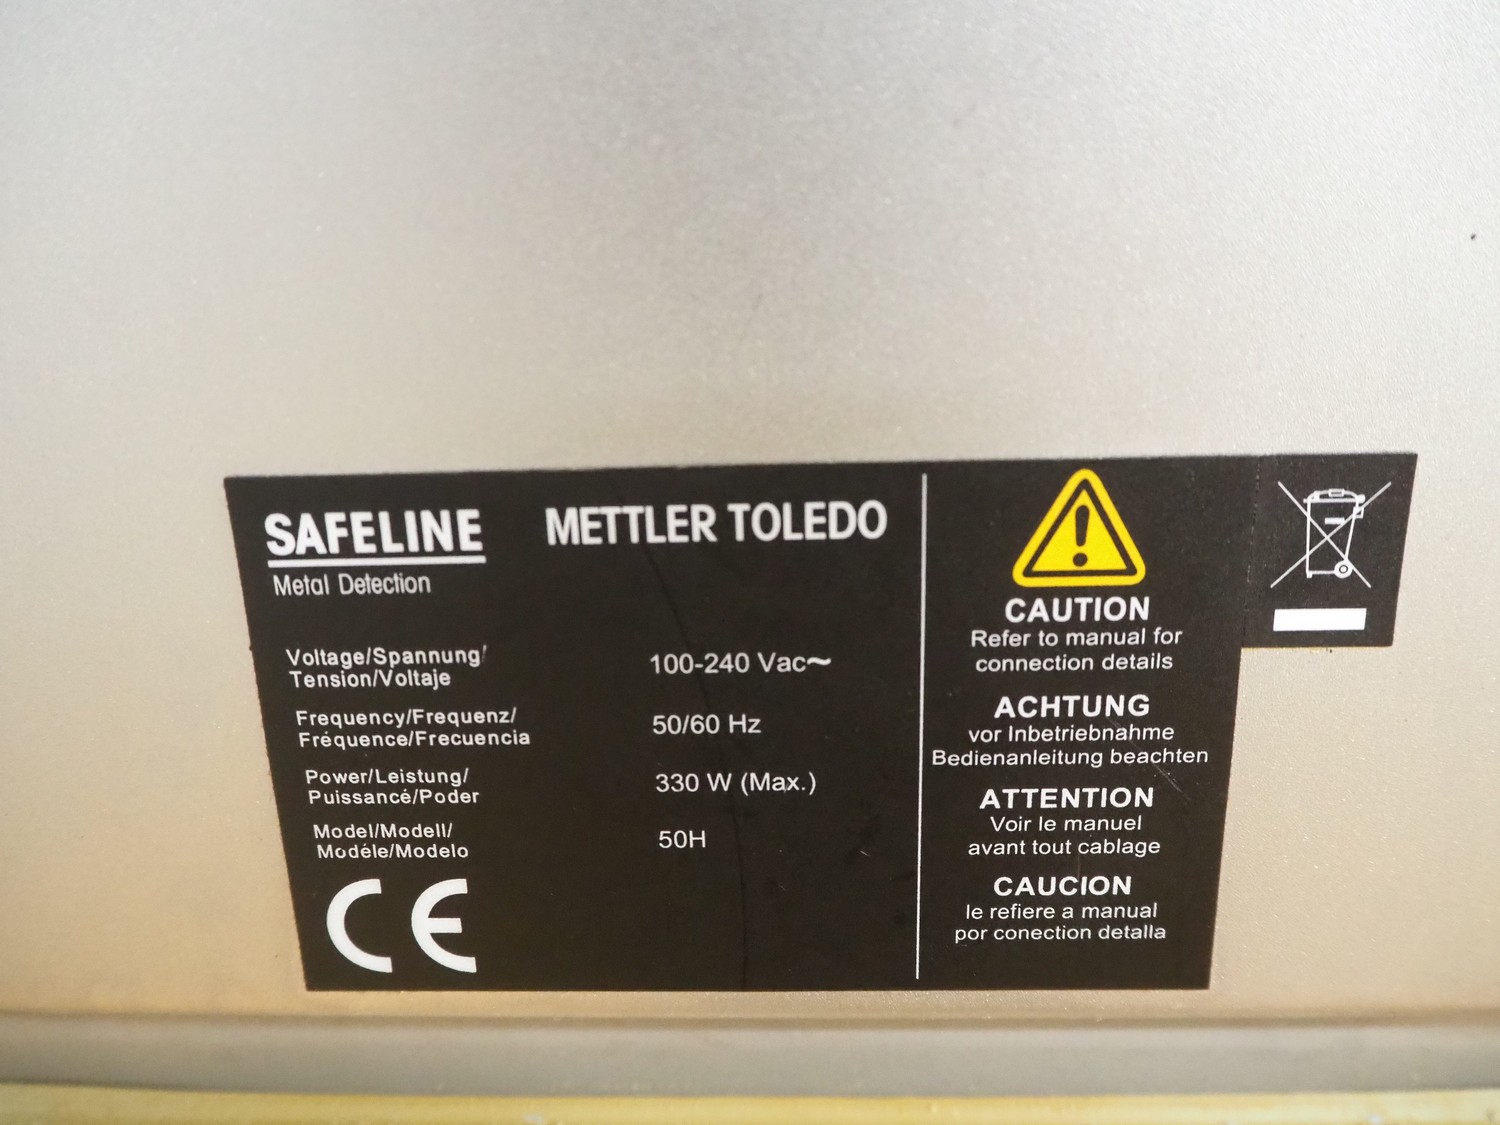 SAFELINE
Metal Detection
METTLER TOLEDO
Voltage/Spannung/
Tension/Voltaje
100-240 Vac~
Frequency/Frequenz/
Fréquence/Frecuencia
50/60 Hz
Power/Leistung/
Puissancé/Poder
330 W (Max.)
Model/Modell/
Modéle/Modelo
50H
CE
CAUTION
Refer to manual for
connection details
ACHTUNG
vor Inbetriebnahme
Bedienanleitung beachten
ATTENTION
Voir le manuel
avant tout cablage
CAUCION
le refiere a manual
por conection detalla